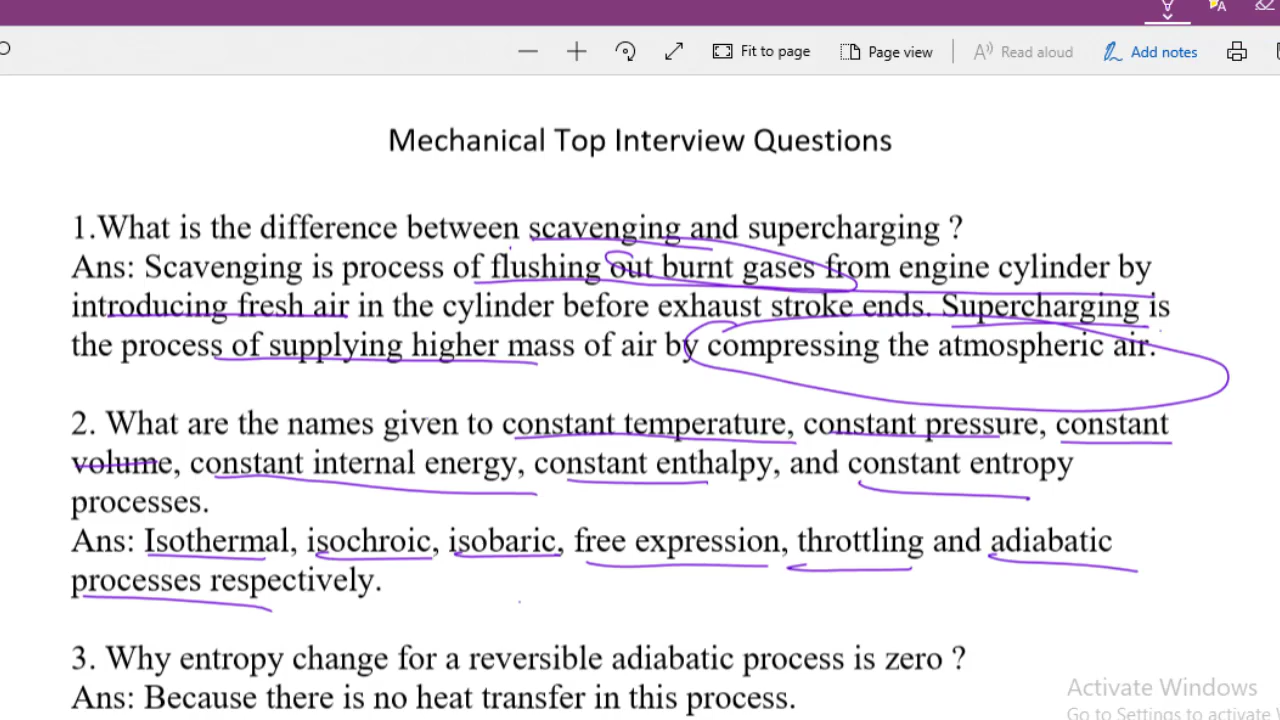 Fit to page Page view Read aloud Add notes
Mechanical Top Interview Questions
1.What is the difference between scavenging and supercharging ?
Ans: Scavenging is process of flushing out burnt gases from engine cylinder by
introducing fresh air in the cylinder before exhaust stroke ends. Supercharging is
the process of supplying higher mass of air by compressing the atmospheric air.
2. What are the names given to constant temperature, constant pressure, constant
volume, constant internal energy, constant enthalpy, and constant entropy
processes.
Ans: Isothermal, isochroic, isobaric, free expression, throttling and adiabatic
processes respectively.
3. Why entropy change for a reversible adiabatic process is zero ?
Ans: Because there is no heat transfer in this process.
Activate Windows
Go to Settings to activate